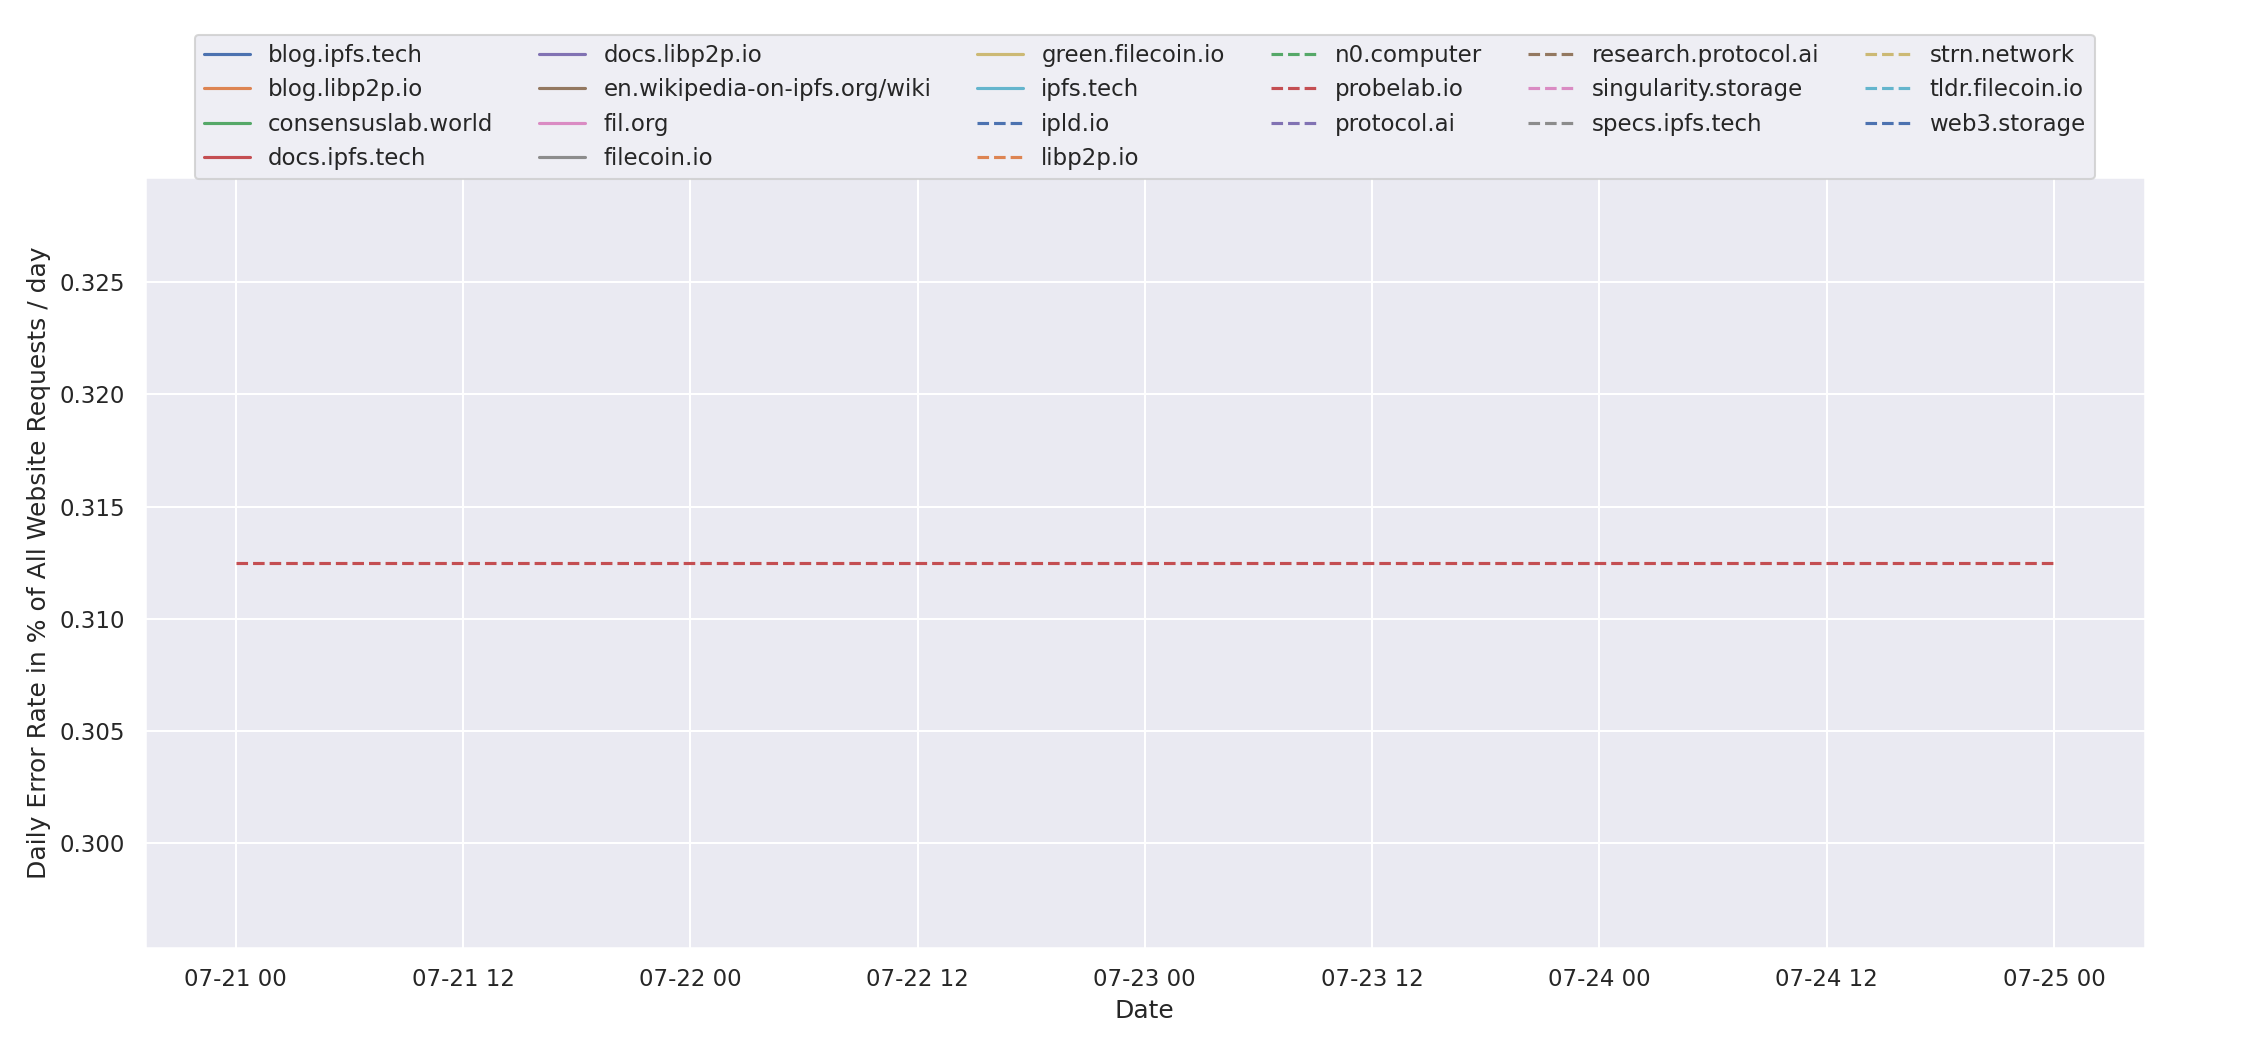 blog.ipfs.tech
blog.libp2p.io
consensuslab.world
docs.ipfs.tech
docs.libp2p.io
en.wikipedia-on-ipfs.org/wiki
fil.org
filecoin.io
green.filecoin.io
ipfs.tech
ipld.io
libp2p.io
n0.computer
probelab.io
protocol.ai
research.protocol.ai
singularity.storage
specs.ipfs.tech
strn.network
tldr.filecoin.io
web3.storage
Daily Error Rate in % of All Website Requests / day
0.325
0.320
0.315
0.310
0.305
0.300
07-21 00
07-21 12
07-22 00
07-22 12
07-23 00
07-23 12
07-24 00
07-24 12
07-25 00
Date